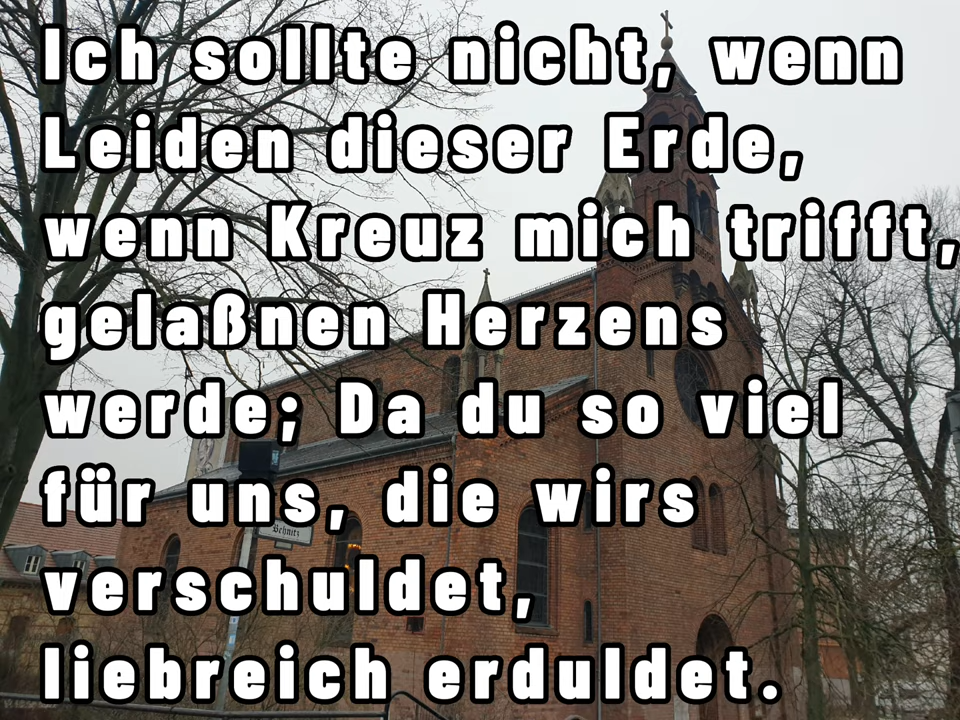 Ich sollte nicht, wenn
Leiden dieser Erde,
wenn Kreuz mich trifft,
gelaßnen Herzens
werde; Da du so viel
für uns, die wirs
Behnitz
verschuldet,
liebreich erduldet.